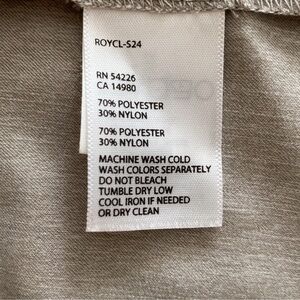 ROYCL-S24
RN 54226
CA 14980
70% POLYESTER
30% NYLON
70% POLYESTER
30% NYLON
MACHINE WASH COLD
WASH COLORS SEPARATELY
DO NOT BLEACH
TUMBLE DRY LOW
COOL IRON IF NEEDED
OR DRY CLEAN